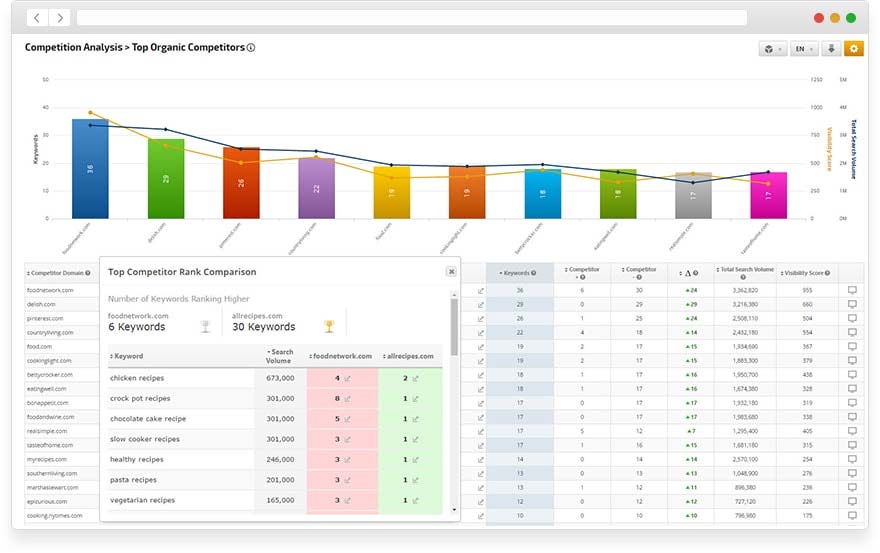 Competition Analysis > Top Organic Competitors
EN
50 1250 5M
40 1000 4M
30 750 3M
20 500 2M
10 250 1M
0 0 0M
Keywords
Visibility Score
Total Search Volume
36 29 26 22 19 19 18 18 17 17
foodnetwork.com delish.com pinterest.com countryliving.com food.com cookinglight.com bettycrocker.com eatingwell.com realsimple.com tasteofhome.com
Competitor Domain Keywords Competitor + Competitor - Δ Total Search Volume Visibility Score
foodnetwork.com 36 6 30 24 3,362,820 955
delish.com 29 0 29 29 3,216,380 660
pinterest.com 26 1 25 24 2,508,110 504
countryliving.com 22 4 18 14 2,432,180 554
food.com 19 2 17 15 1,934,690 367
cookinglight.com 19 2 17 15 1,883,300 379
bettycrocker.com 18 1 17 16 1,950,700 438
eatingwell.com 18 1 17 16 1,674,380 328
bonappetit.com 17 0 17 17 1,932,180 319
foodandwine.com 17 0 17 17 1,983,680 338
realsimple.com 17 5 12 7 1,295,400 405
tasteofhome.com 17 1 16 15 1,681,180 315
myrecipes.com 14 0 14 14 2,570,100 254
southernliving.com 13 0 13 13 1,048,900 276
marthastewart.com 13 1 12 11 896,380 236
epicurious.com 12 0 12 12 727,120 226
cooking.nytimes.com 10 0 10 10 796,980 175
Top Competitor Rank Comparison
Number of Keywords Ranking Higher
foodnetwork.com allrecipes.com
6 Keywords 30 Keywords
Keyword Search Volume foodnetwork.com allrecipes.com
chicken recipes 673,000 4 2
crock pot recipes 301,000 8 1
chocolate cake recipe 301,000 5 1
slow cooker recipes 301,000 3 1
healthy recipes 246,000 3 1
pasta recipes 201,000 3 1
vegetarian recipes 165,000 3 1